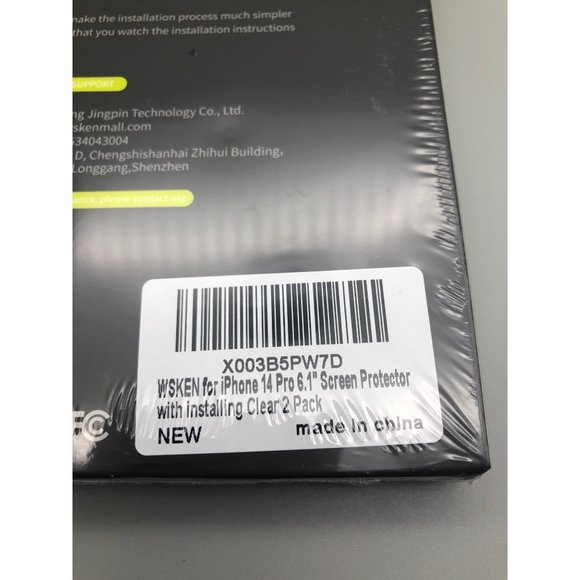 make the installation process much simpler
that you watch the installation instructions
SUPPORT
ng Jingpin Technology Co., Ltd.
skenmall.com
534043004
D, Chengshishanhai Zhihui Building,
Longgang,Shenzhen
ance, please contact us:
X003B5PW7D
WSKEN for iPhone 14 Pro 6.1" Screen Protector
with Installing Clear 2 Pack
NEW made in china
FC